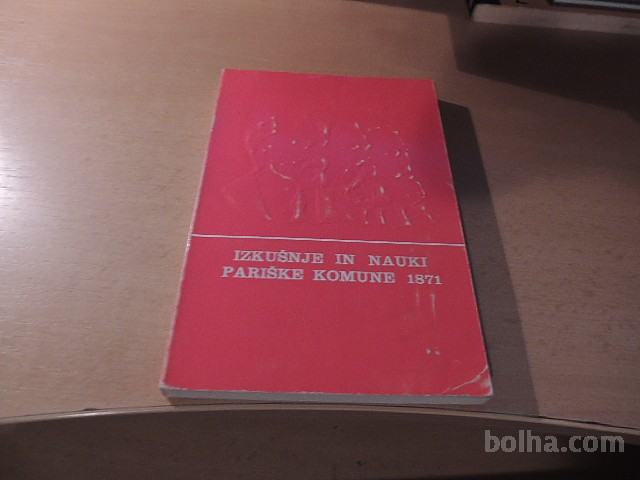 IZKUŠNJE IN NAUKI
PARIŠKE KOMUNE 1871
bolha.com